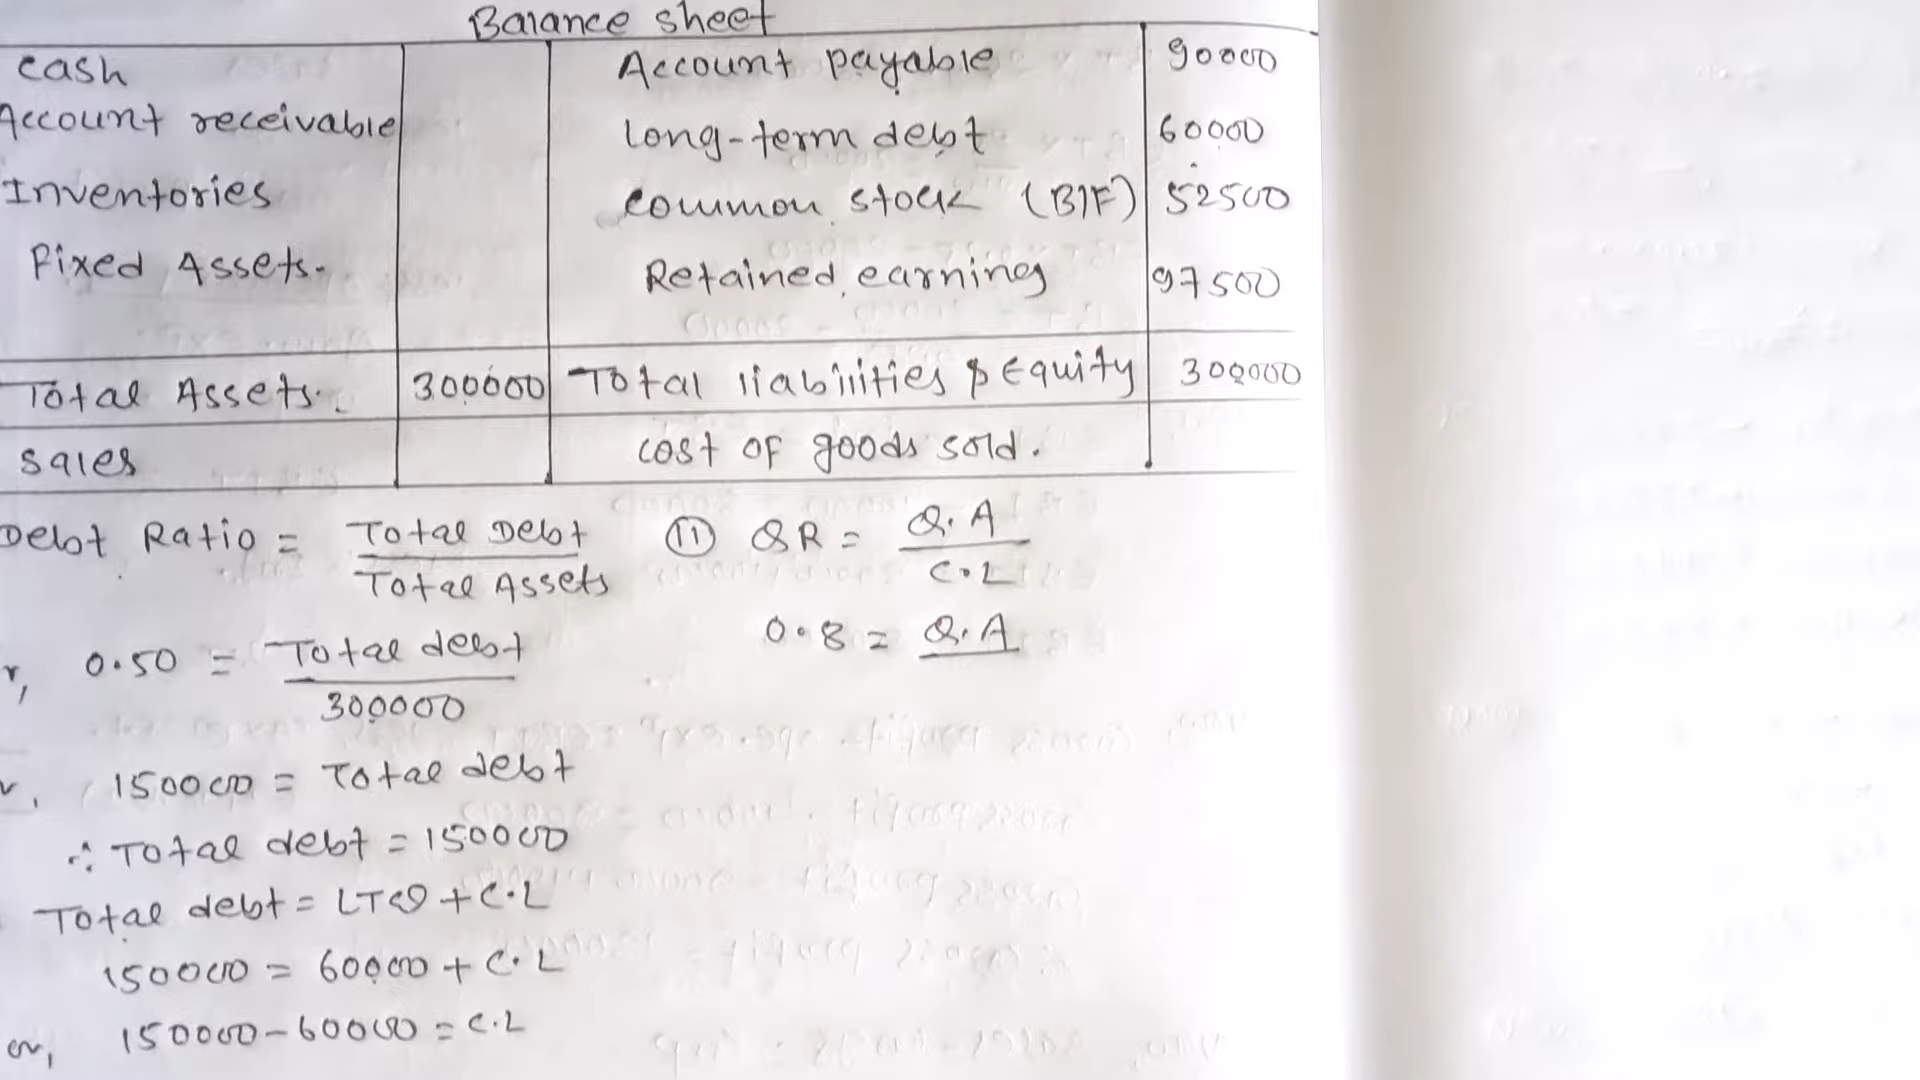 Balance sheet
cash Account payable 90000
Account receivable Long-term debt 60000
Inventories common stock (B/F) 52500
Fixed Assets. Retained earning 97500
Total Assets. 300000 Total liabilities & Equity 300000
sales cost of goods sold.
Debt Ratio = Total Debt / Total Assets
(11) QR = Q.A / C.L
0.50 = Total debt / 300000
0.8 = Q.A
150000 = Total debt
∴ Total debt = 150000
Total debt = LTD + C.L
150000 = 60000 + C.L
or, 150000 - 60000 = C.L